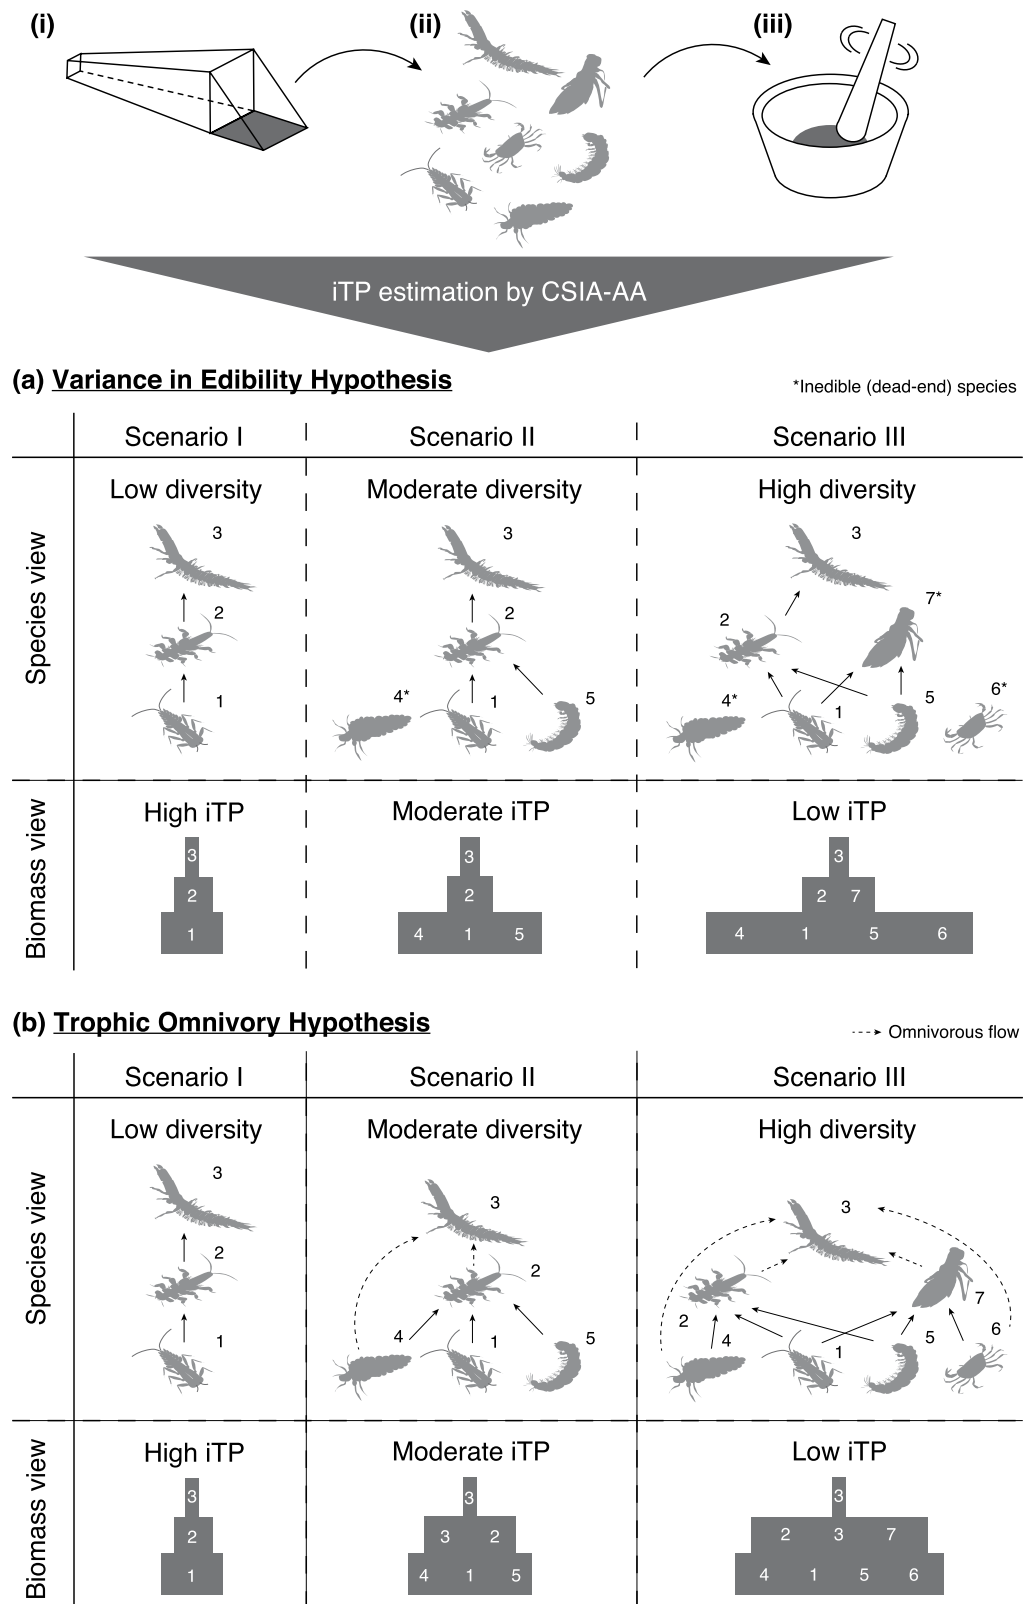 (i) (ii) (iii)
iTP estimation by CSIA-AA
(a) Variance in Edibility Hypothesis
*Inedible (dead-end) species
Scenario I Scenario II Scenario III
Species view
Low diversity Moderate diversity High diversity
3 3 3
2 2 2 7*
1 4* 1 5 4* 1 5 6*
Biomass view
High iTP Moderate iTP Low iTP
3 3 3
2 2 2 7
1 4 1 5 4 1 5 6
(b) Trophic Omnivory Hypothesis
Omnivorous flow
Scenario I Scenario II Scenario III
Species view
Low diversity Moderate diversity High diversity
3 3 3
2 2 2 7
1 4 1 5 4 1 5 6
Biomass view
High iTP Moderate iTP Low iTP
3 3 3
2 3 2 2 3 7
1 4 1 5 4 1 5 6